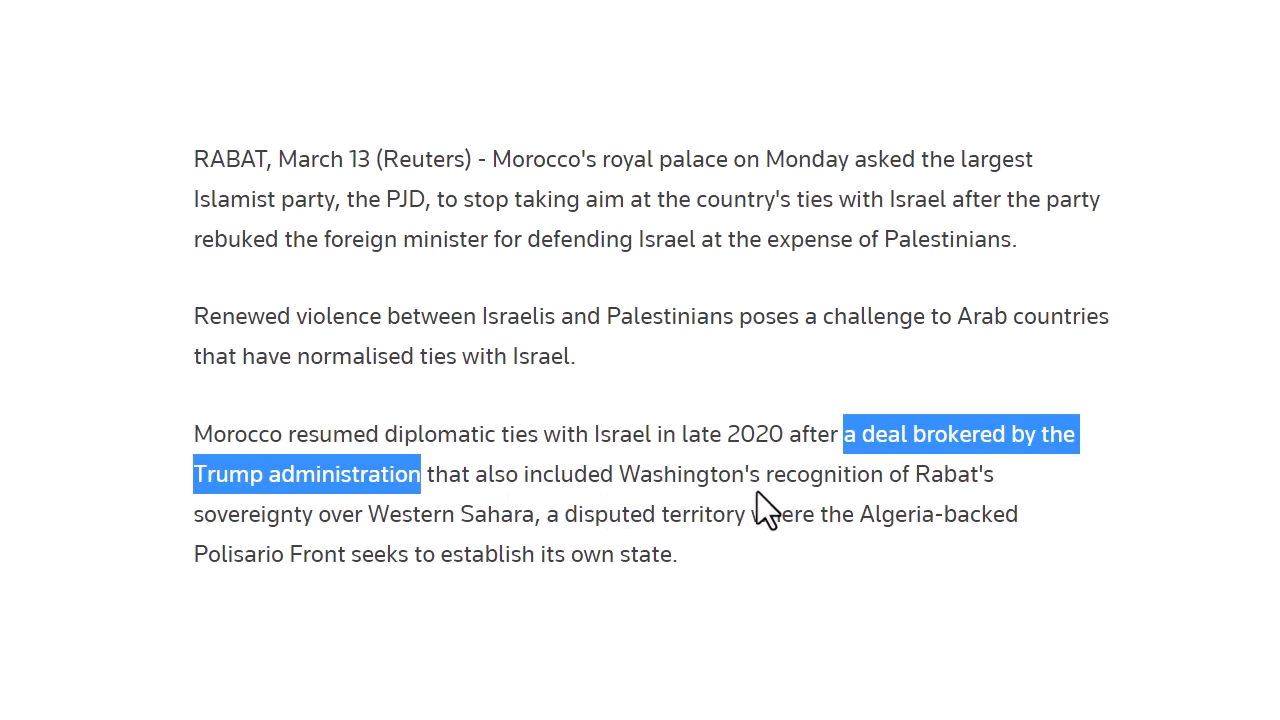 RABAT, March 13 (Reuters) - Morocco's royal palace on Monday asked the largest
Islamist party, the PJD, to stop taking aim at the country's ties with Israel after the party
rebuked the foreign minister for defending Israel at the expense of Palestinians.
Renewed violence between Israelis and Palestinians poses a challenge to Arab countries
that have normalised ties with Israel.
Morocco resumed diplomatic ties with Israel in late 2020 after a deal brokered by the
Trump administration that also included Washington's recognition of Rabat's
sovereignty over Western Sahara, a disputed territory where the Algeria-backed
Polisario Front seeks to establish its own state.